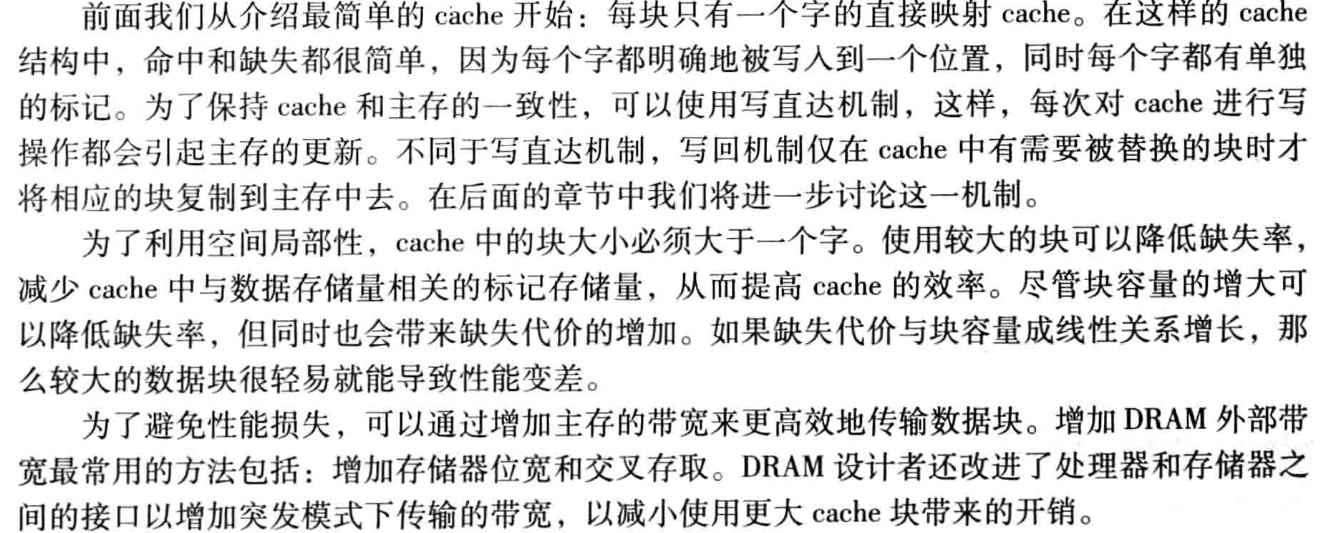 前面我们从介绍最简单的 cache 开始：每块只有一个字的直接映射 cache。在这样的 cache
结构中，命中和缺失都很简单，因为每个字都明确地被写入到一个位置，同时每个字都有单独
的标记。为了保持 cache 和主存的一致性，可以使用写直达机制，这样，每次对 cache 进行写
操作都会引起主存的更新。不同于写直达机制，写回机制仅在 cache 中有需要被替换的块时才
将相应的块复制到主存中去。在后面的章节中我们将进一步讨论这一机制。
为了利用空间局部性，cache 中的块大小必须大于一个字。使用较大的块可以降低缺失率，
减少 cache 中与数据存储量相关的标记存储量，从而提高 cache 的效率。尽管块容量的增大可
以降低缺失率，但同时也会带来缺失代价的增加。如果缺失代价与块容量成线性关系增长，那
么较大的数据块很轻易就能导致性能变差。
为了避免性能损失，可以通过增加主存的带宽来更高效地传输数据块。增加 DRAM 外部带
宽最常用的方法包括：增加存储器位宽和交叉存取。DRAM 设计者还改进了处理器和存储器之
间的接口以增加突发模式下传输的带宽，以减小使用更大 cache 块带来的开销。